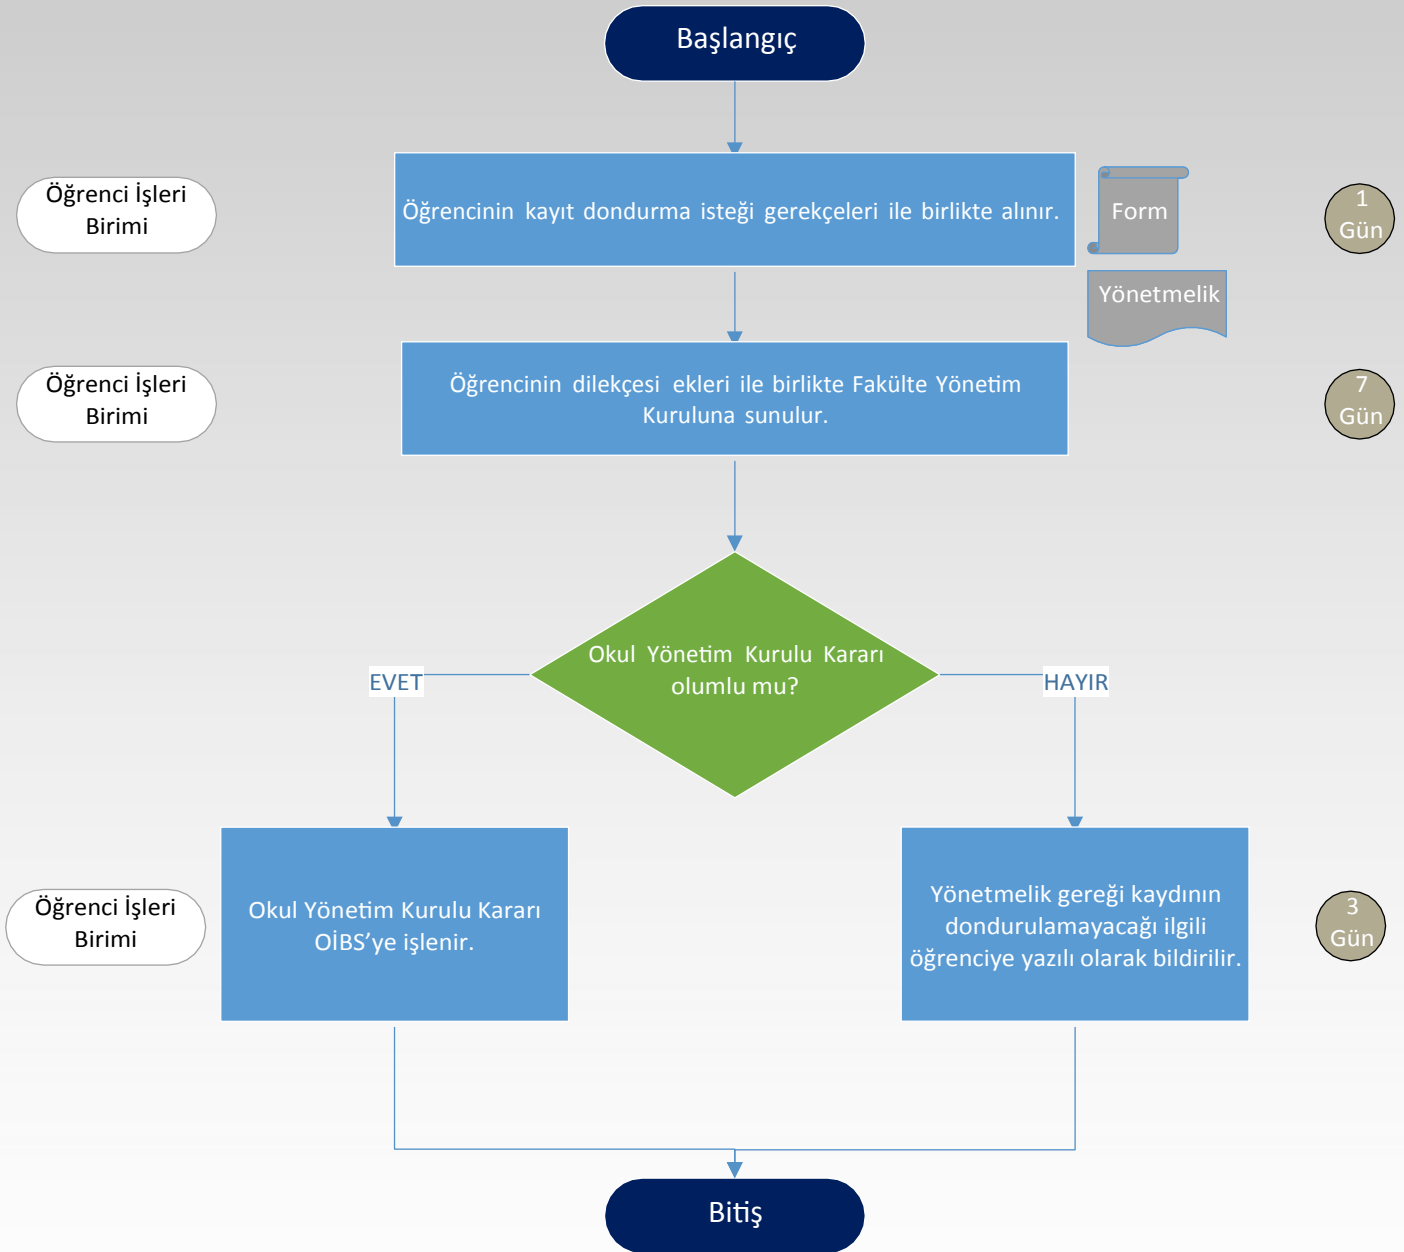 Başlangıç
Öğrenci İşleri
Birimi
Öğrencinin kayıt dondurma isteği gerekçeleri ile birlikte alınır.
Form
1
Gün
Yönetmelik
Öğrenci İşleri
Birimi
Öğrencinin dilekçesi ekleri ile birlikte Fakülte Yönetim
Kuruluna sunulur.
7
Gün
Okul Yönetim Kurulu Kararı
olumlu mu?
EVET
HAYIR
Öğrenci İşleri
Birimi
Okul Yönetim Kurulu Kararı
OİBS’ye işlenir.
Yönetmelik gereği kaydının
dondurulamayacağı ilgili
öğrenciye yazılı olarak bildirilir.
3
Gün
Bitiş